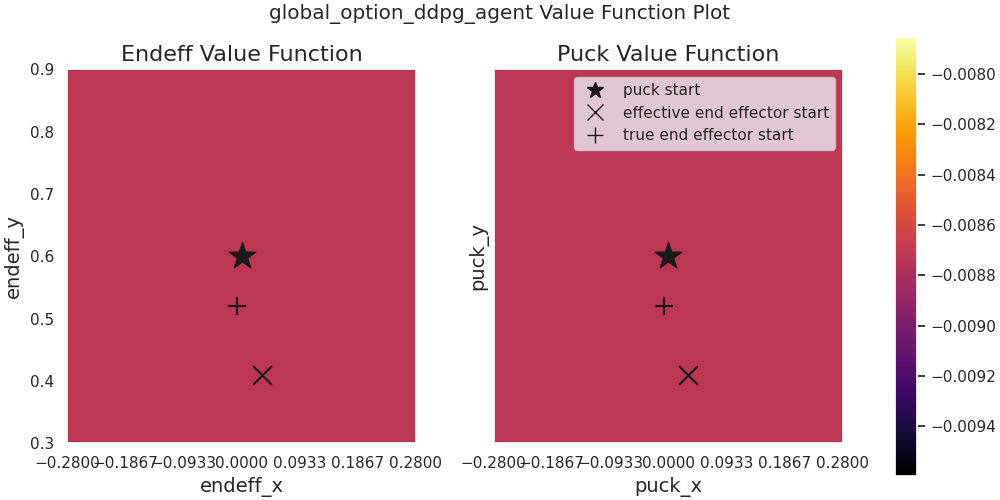 global_option_ddpg_agent Value Function Plot
Endeff Value Function
Puck Value Function
puck start
effective end effector start
true end effector start
endeff_y
0.9
0.8
0.7
0.6
0.5
0.4
0.3
−0.2800 −0.1867 −0.0933 0.0000 0.0933 0.1867 0.2800
endeff_x
puck_y
−0.2800 −0.1867 −0.0933 0.0000 0.0933 0.1867 0.2800
puck_x
−0.0080
−0.0082
−0.0084
−0.0086
−0.0088
−0.0090
−0.0092
−0.0094